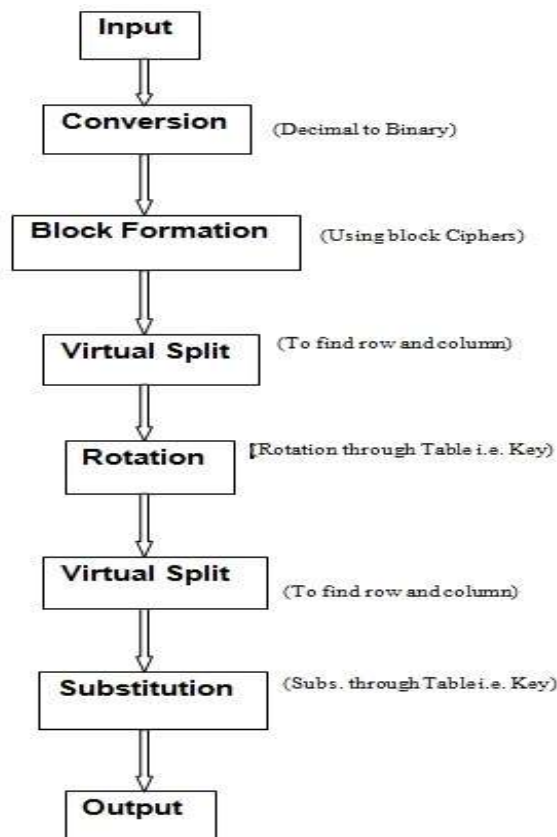 Input
Conversion (Decimal to Binary)
Block Formation (Using block Ciphers)
Virtual Split (To find row and column)
Rotation (Rotation through Table i.e. Key)
Virtual Split (To find row and column)
Substitution (Subs. through Table i.e. Key)
Output